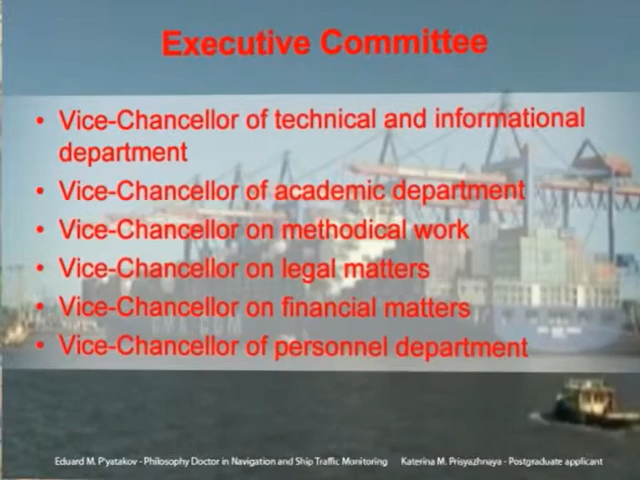 Executive Committee
• Vice-Chancellor of technical and informational
department
• Vice-Chancellor of academic department
• Vice-Chancellor on methodical work
• Vice-Chancellor on legal matters
• Vice-Chancellor on financial matters
• Vice-Chancellor of personnel department
Eduard M. P'yatakov - Philosophy Doctor in Navigation and Ship Traffic Monitoring Katerina M. Prisyazhnaya - Postgraduate applicant